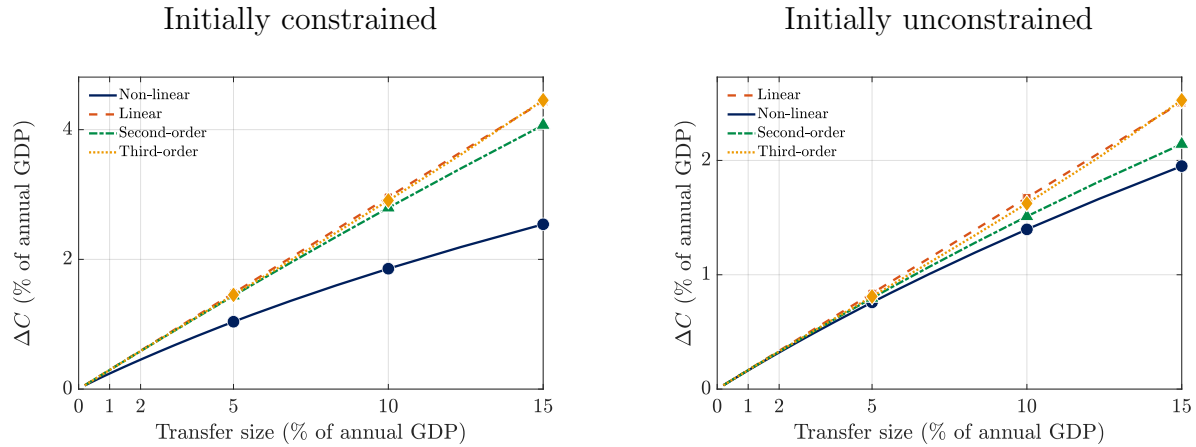 Initially constrained
Non-linear
Linear
Second-order
Third-order
4
2
0
0 1 2 5 10 15
ΔC (% of annual GDP)
Transfer size (% of annual GDP)
Initially unconstrained
Linear
Non-linear
Second-order
Third-order
2
1
0
0 1 2 5 10 15
ΔC (% of annual GDP)
Transfer size (% of annual GDP)